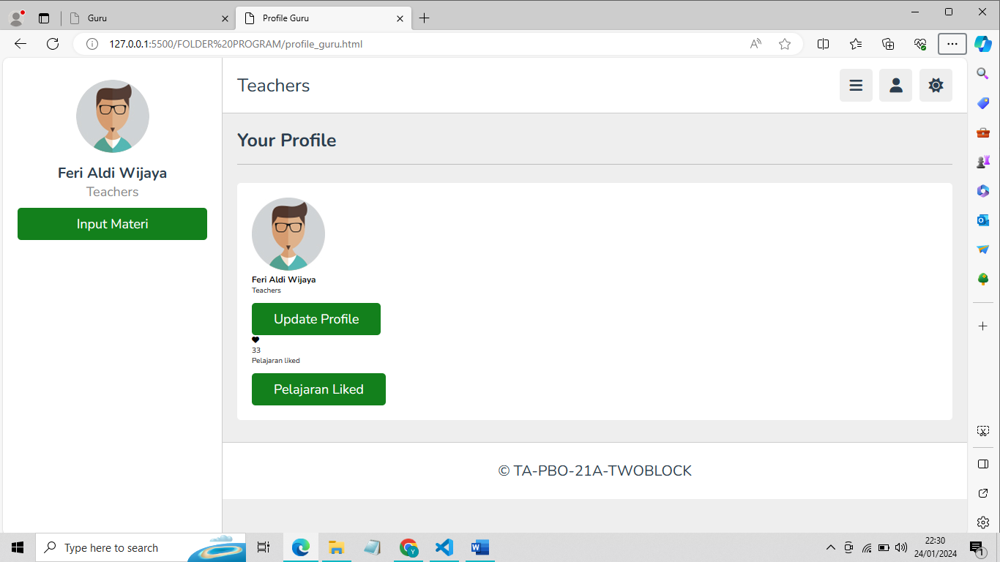 Guru
Profile Guru
127.0.0.1:5500/FOLDER%20PROGRAM/profile_guru.html
Feri Aldi Wijaya
Teachers
Input Materi
Teachers
Your Profile
Feri Aldi Wijaya
Teachers
Update Profile
33
Pelajaran liked
Pelajaran Liked
© TA-PBO-21A-TWOBLOCK
Type here to search
22:30
24/01/2024
1